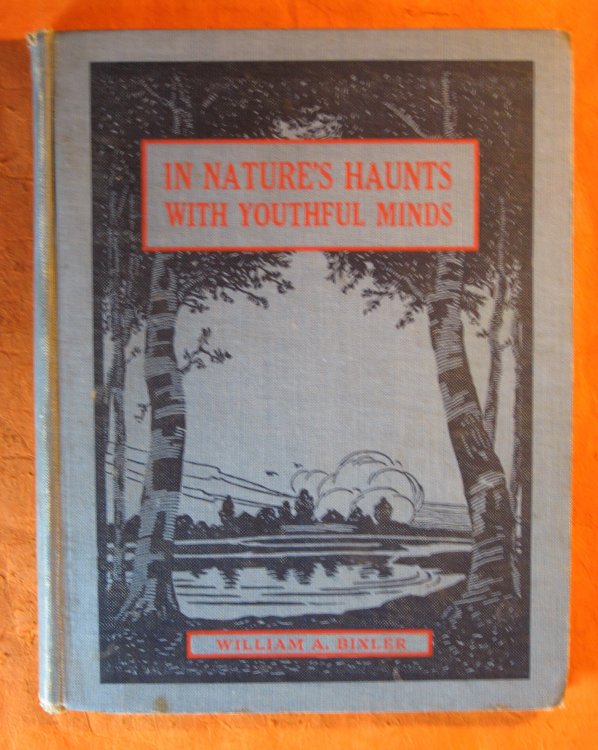 IN NATURE'S HAUNTS
WITH YOUTHFUL MINDS
WILLIAM A. BIXLER